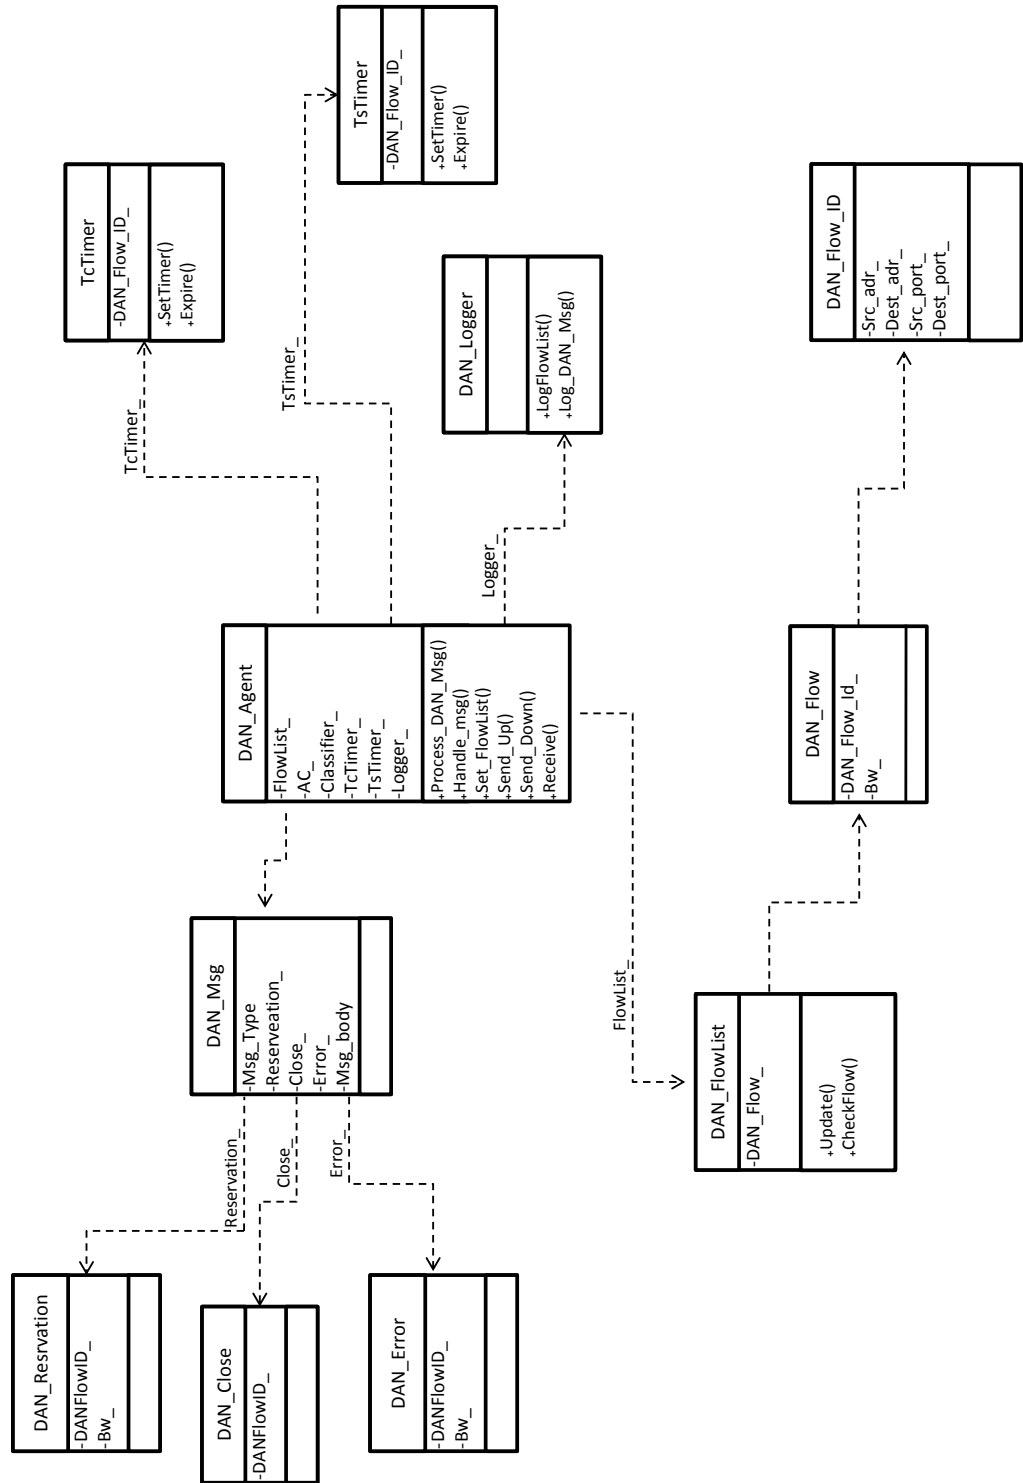 DAN_Resrvation
-DANFlowID_
-Bw_
DAN_Close
-DANFlowID_
DAN_Error
-DANFlowID_
-Bw_
Reservation_
Close_
Error_
DAN_Msg
-Msg_Type
-Reserveation_
-Close_
-Error_
-Msg_body
DAN_Agent
-FlowList_
-AC_
-Classifier_
-TcTimer_
-TsTimer_
-Logger_
+Process_DAN_Msg()
+Handle_msg()
+Set_FlowList()
+Send_Up()
+Send_Down()
+Receive()
TcTimer_
TcTimer
-DAN_Flow_ID_
+SetTimer()
+Expire()
TsTimer_
TsTimer
-DAN_Flow_ID_
+SetTimer()
+Expire()
Logger_
DAN_Logger
+LogFlowList()
+Log_DAN_Msg()
FlowList_
DAN_FlowList
-DAN_Flow_
+Update()
+CheckFlow()
DAN_Flow
-DAN_Flow_Id_
-Bw_
DAN_Flow_ID
-Src_adr_
-Dest_adr_
-Src_port_
-Dest_port_